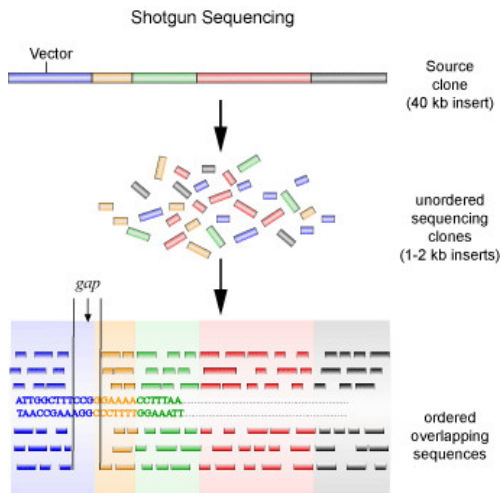 Shotgun Sequencing
Vector
Source
clone
(40 kb insert)
unordered
sequencing
clones
(1-2 kb inserts)
gap
ATTGGCTTTCCGGGAAAACCTTTAA
TAACCGAAAGGCCCTTTTGGAAATT
ordered
overlapping
sequences